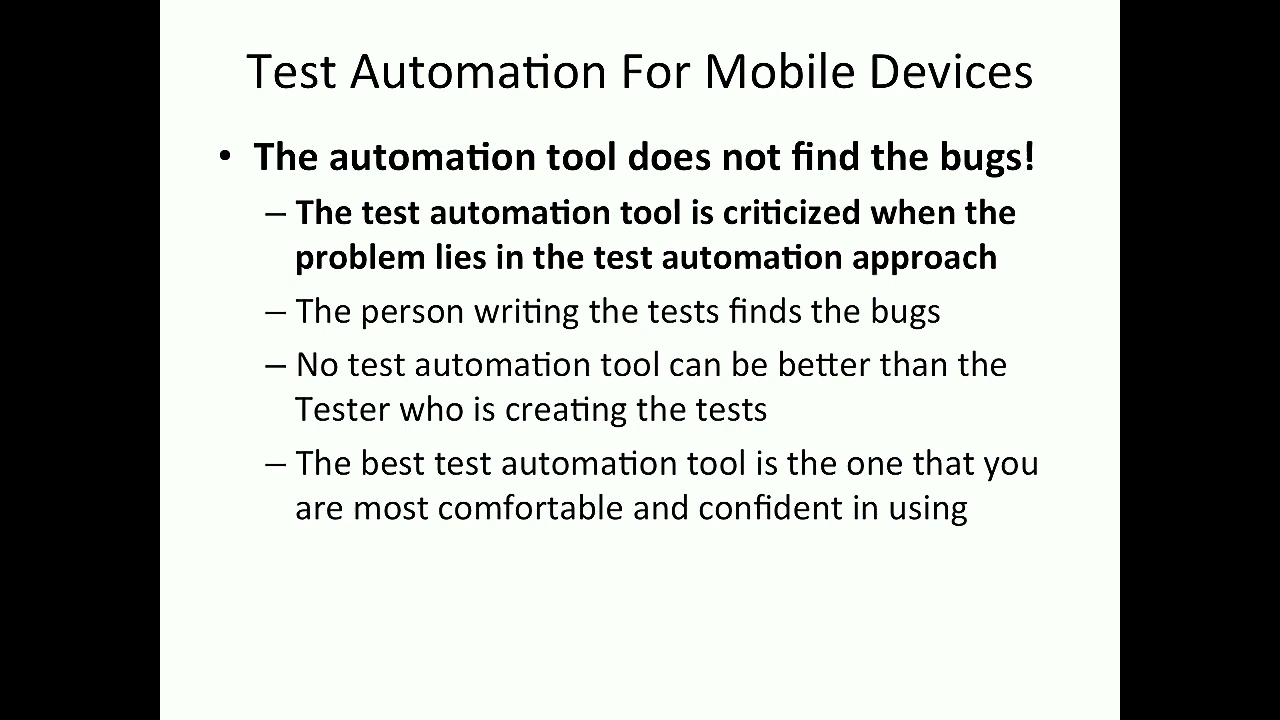 Test Automation For Mobile Devices
• The automation tool does not find the bugs!
– The test automation tool is criticized when the
problem lies in the test automation approach
– The person writing the tests finds the bugs
– No test automation tool can be better than the
Tester who is creating the tests
– The best test automation tool is the one that you
are most comfortable and confident in using